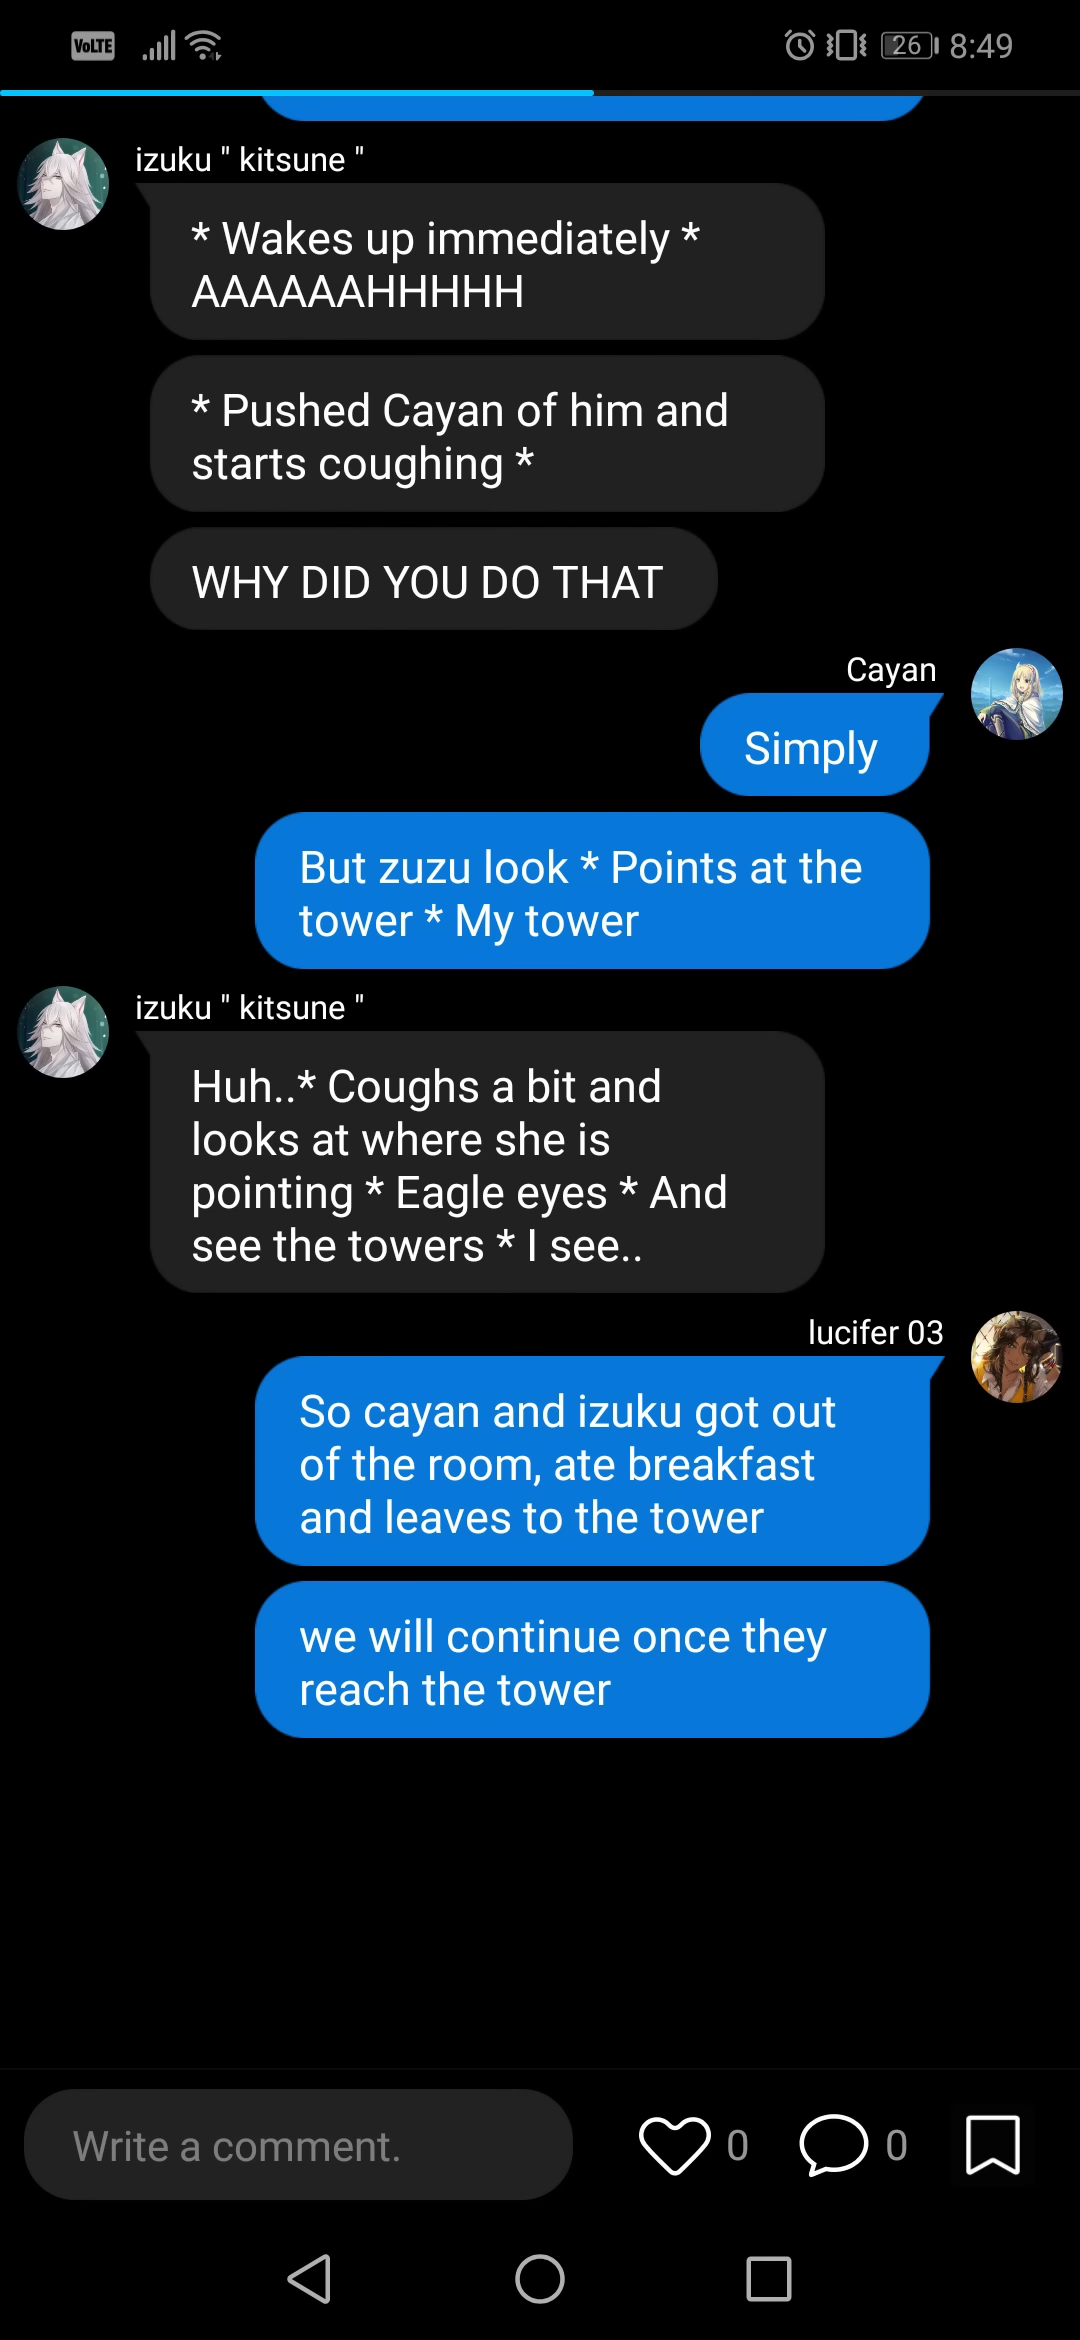 VoLTE 26 8:49
izuku " kitsune "
* Wakes up immediately *
AAAAAAHHHHH
* Pushed Cayan of him and
starts coughing *
WHY DID YOU DO THAT
Cayan
Simply
But zuzu look * Points at the
tower * My tower
izuku " kitsune "
Huh..* Coughs a bit and
looks at where she is
pointing * Eagle eyes * And
see the towers * I see..
lucifer 03
So cayan and izuku got out
of the room, ate breakfast
and leaves to the tower
we will continue once they
reach the tower
Write a comment. 0 0